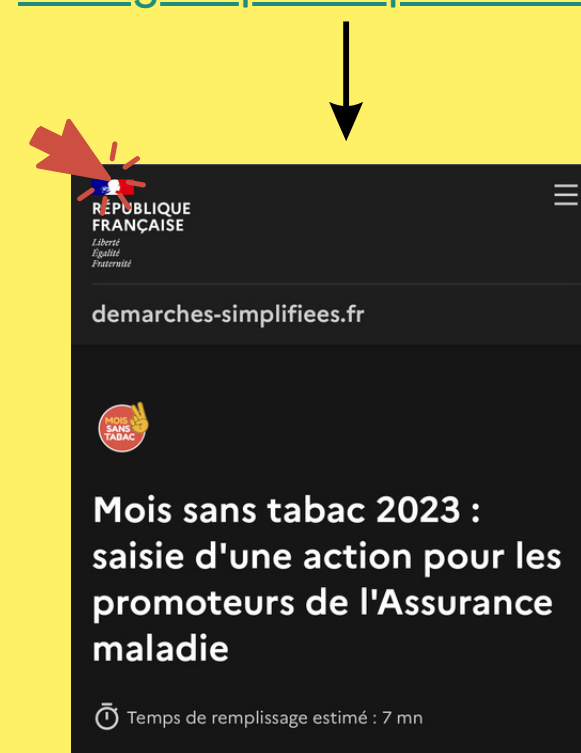 RÉPUBLIQUE
FRANÇAISE
Liberté
Égalité
Fraternité
demarches-simplifiees.fr
MOIS
SANS
TABAC
Mois sans tabac 2023 :
saisie d'une action pour les
promoteurs de l'Assurance
maladie
Temps de remplissage estimé : 7 mn